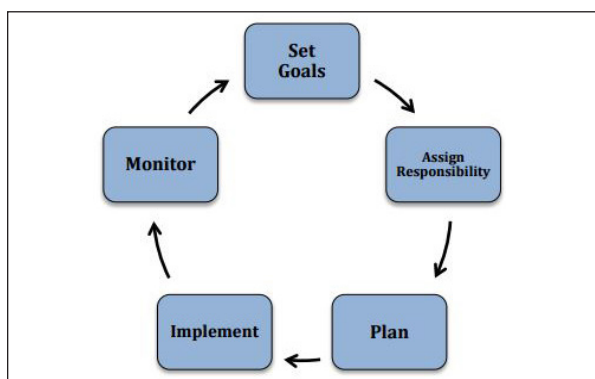 Set
Goals
Assign
Responsibility
Plan
Implement
Monitor